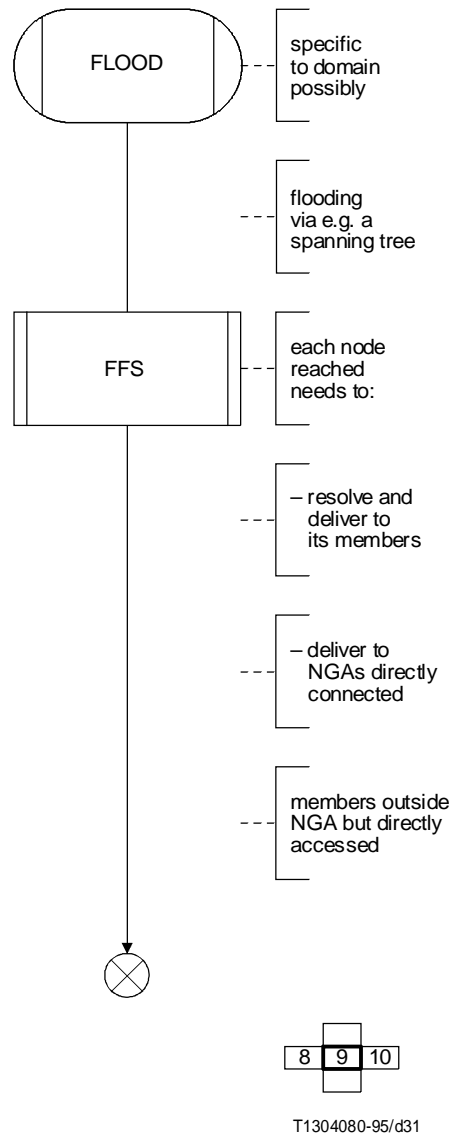 FLOOD
specific
to domain
possibly
flooding
via e.g. a
spanning tree
FFS
each node
reached
needs to:
– resolve and
deliver to
its members
– deliver to
NGAs directly
connected
members outside
NGA but directly
accessed
8 9 10
T1304080-95/d31